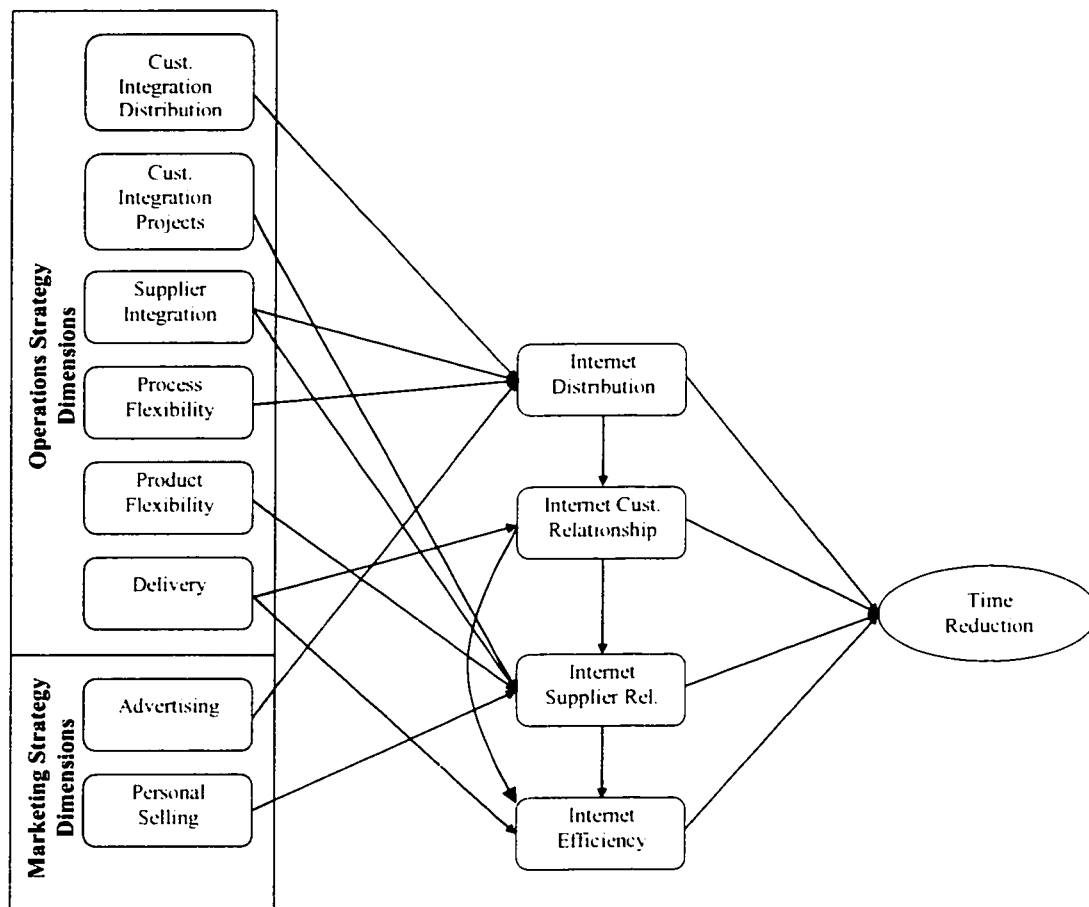 Operations Strategy
Dimensions
Cust.
Integration
Distribution
Cust.
Integration
Projects
Supplier
Integration
Process
Flexibility
Product
Flexibility
Delivery
Marketing Strategy
Dimensions
Advertising
Personal
Selling
Internet
Distribution
Internet Cust.
Relationship
Internet
Supplier Rel.
Internet
Efficiency
Time
Reduction